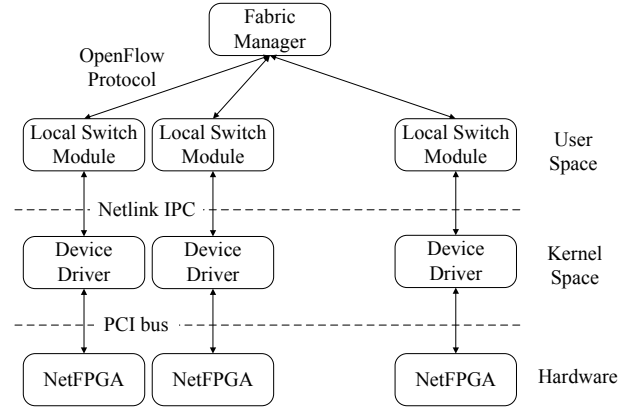 Fabric
Manager
OpenFlow
Protocol
Local Switch
Module
Local Switch
Module
Local Switch
Module
User
Space
Netlink IPC
Device
Driver
Device
Driver
Device
Driver
Kernel
Space
PCI bus
NetFPGA
NetFPGA
NetFPGA
Hardware